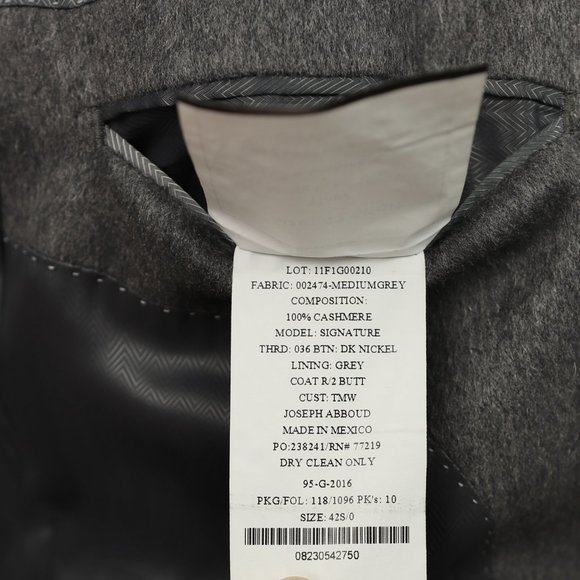 LOT: 11F1G00210
FABRIC: 002474-MEDIUMGREY
COMPOSITION:
100% CASHMERE
MODEL: SIGNATURE
THRD: 036 BTN: DK NICKEL
LINING: GREY
COAT R/2 BUTT
CUST: TMW
JOSEPH ABBOUD
MADE IN MEXICO
PO:238241/RN# 77219
DRY CLEAN ONLY
95-G-2016
PKG/FOL: 118/1096 PK's: 10
SIZE: 42S/0
08230542750